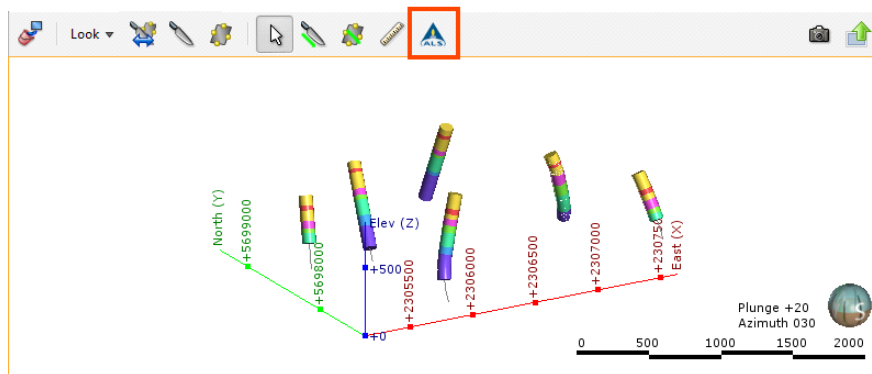 Look
ALS
North (Y)
+5699000
+5698000
Elev (Z)
+500
+0
+2305500
+2306000
+2306500
+2307000
+230750
East (X)
Plunge +20
Azimuth 030
S
0 500 1000 1500 2000